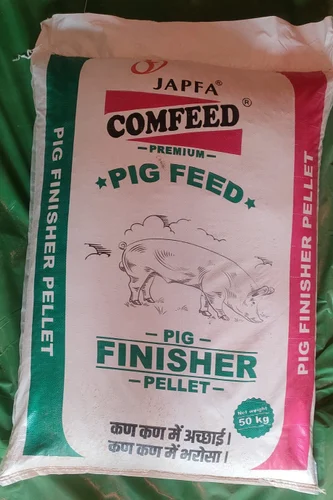 JAPFA®
COMFEED®
PREMIUM
PIG FEED
PIG FINISHER PELLET
PIG FINISHER PELLET
PIG
FINISHER
PELLET
Net weight
50 kg
कण कण में अच्छाई।
कण कण में भरोसा।